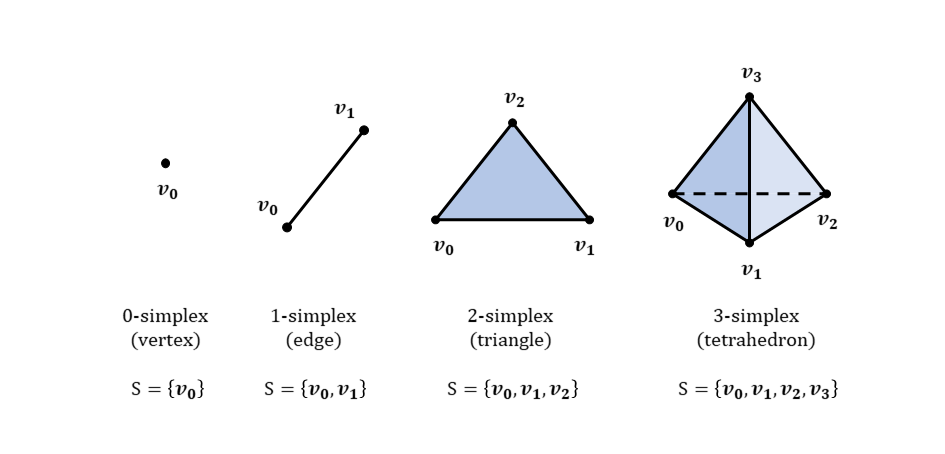 v₃
v₁
v₂
v₀
v₀
v₀
v₂
v₀
v₁
v₁
0-simplex
(vertex)
1-simplex
(edge)
2-simplex
(triangle)
3-simplex
(tetrahedron)
S = {v₀}
S = {v₀, v₁}
S = {v₀, v₁, v₂}
S = {v₀, v₁, v₂, v₃}